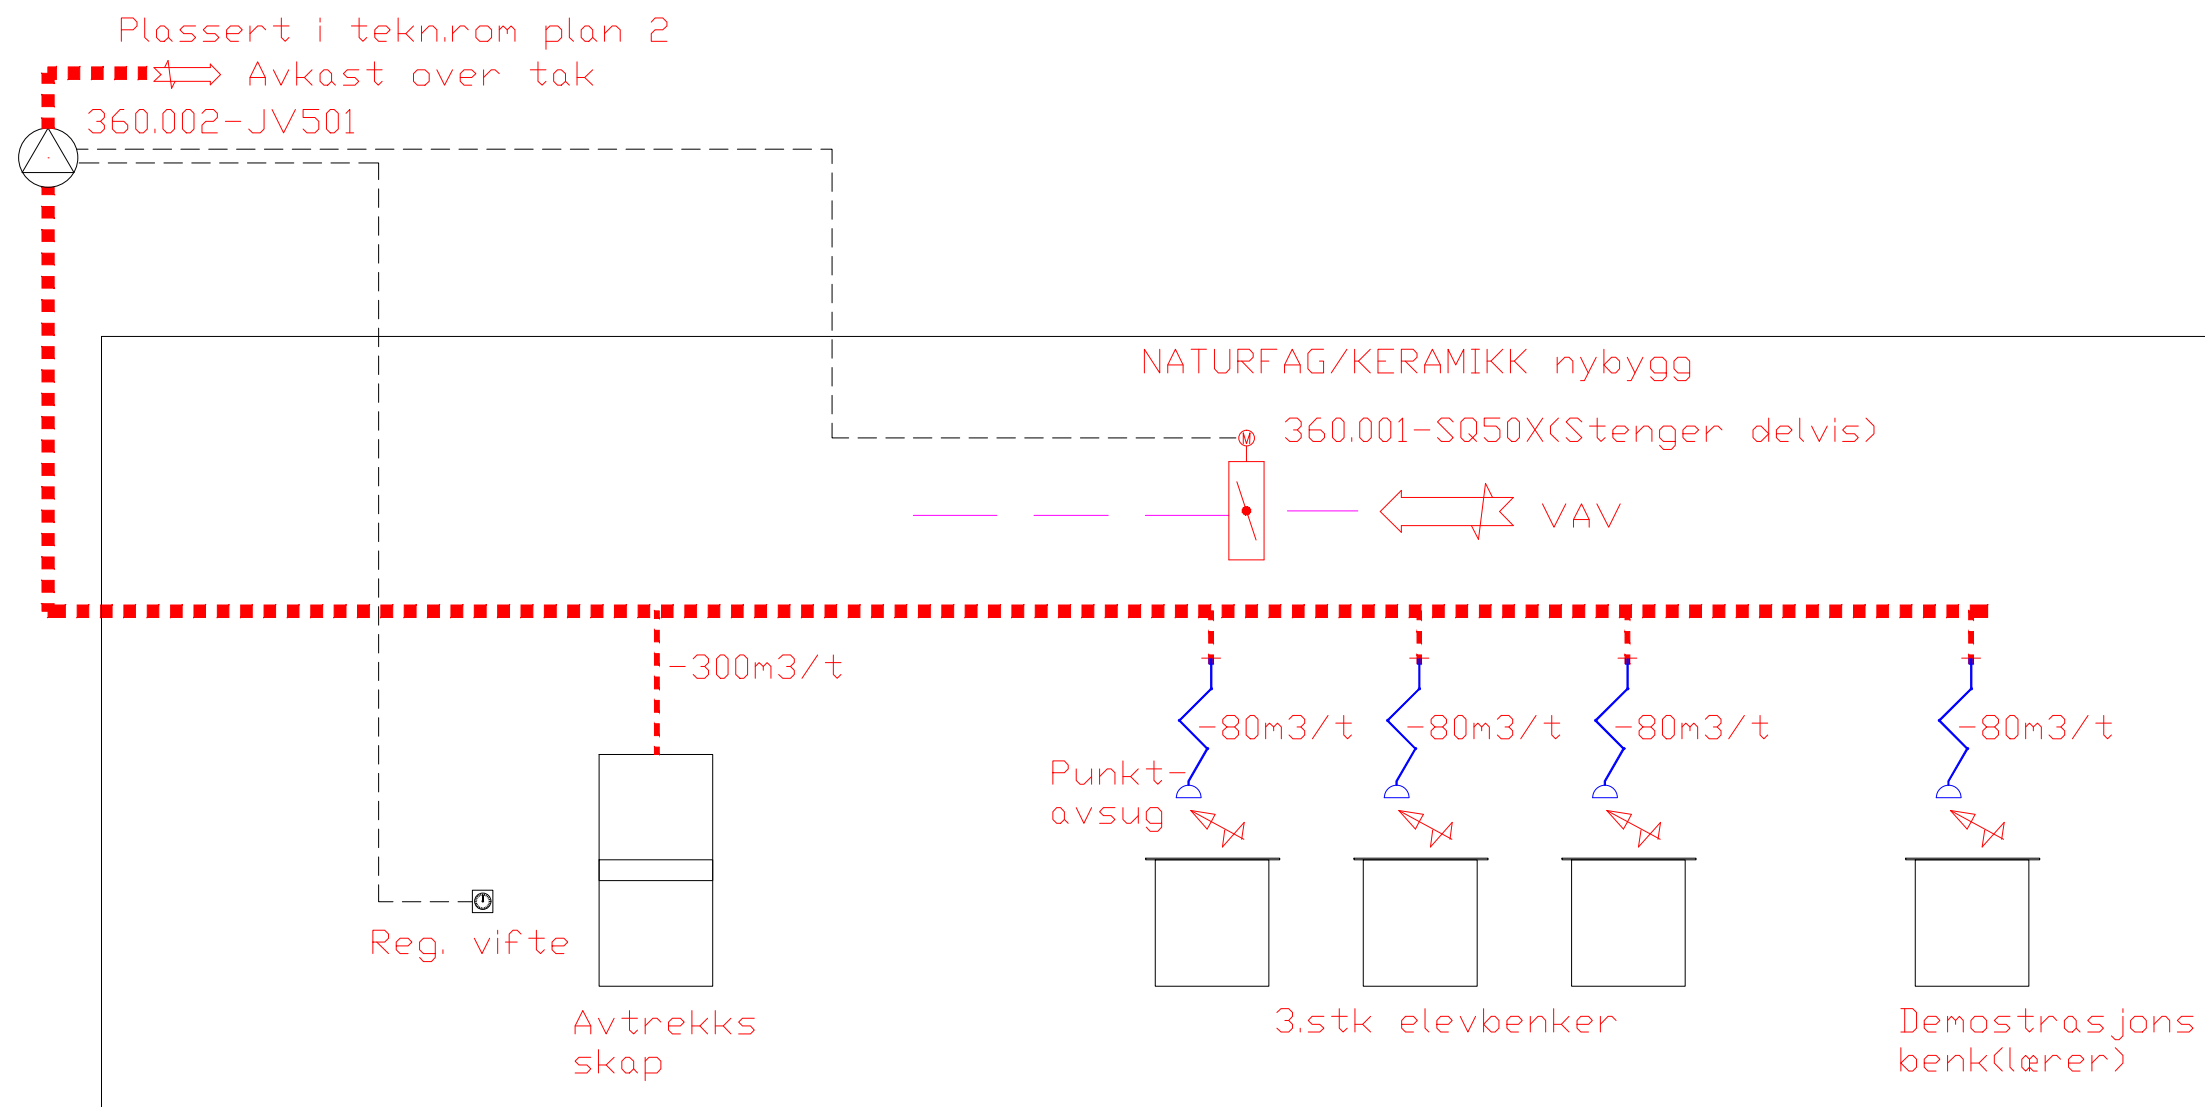 Plassert i tekn.rom plan 2
Avkast over tak
360.002-JV501
NATURFAG/KERAMIKK nybygg
360.001-SQ50X(Stenger delvis)
M
VAV
-300m3/t
-80m3/t
-80m3/t
-80m3/t
-80m3/t
Punkt-
avsug
Reg. vifte
Avtrekks
skap
3.stk elevbenker
Demostrasjons
benk(lærer)